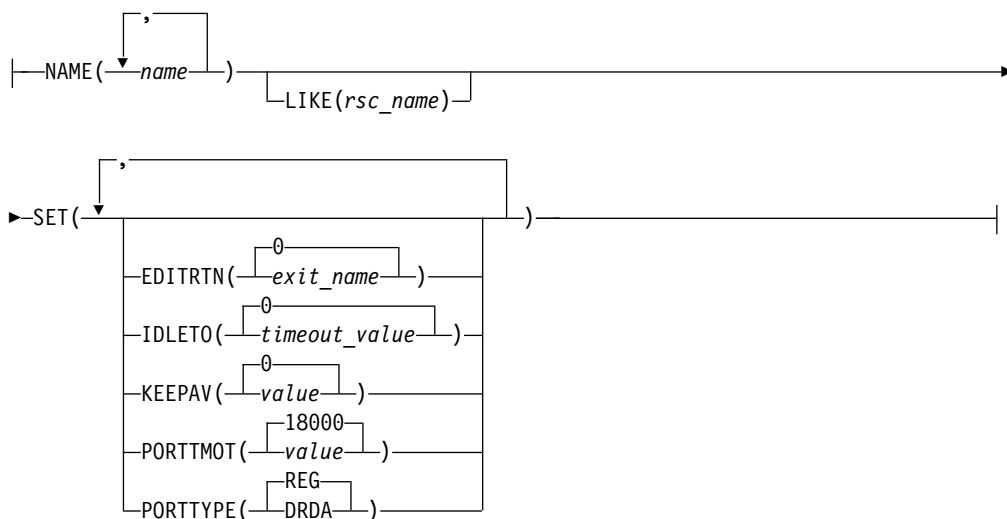 ,
NAME( name )
LIKE(rsc_name)
,
SET( )
0
EDITRTN( exit_name )
0
IDLETO( timeout_value )
0
KEEPAV( value )
18000
PORTTMOT( value )
REG
PORTTYPE( DRDA )